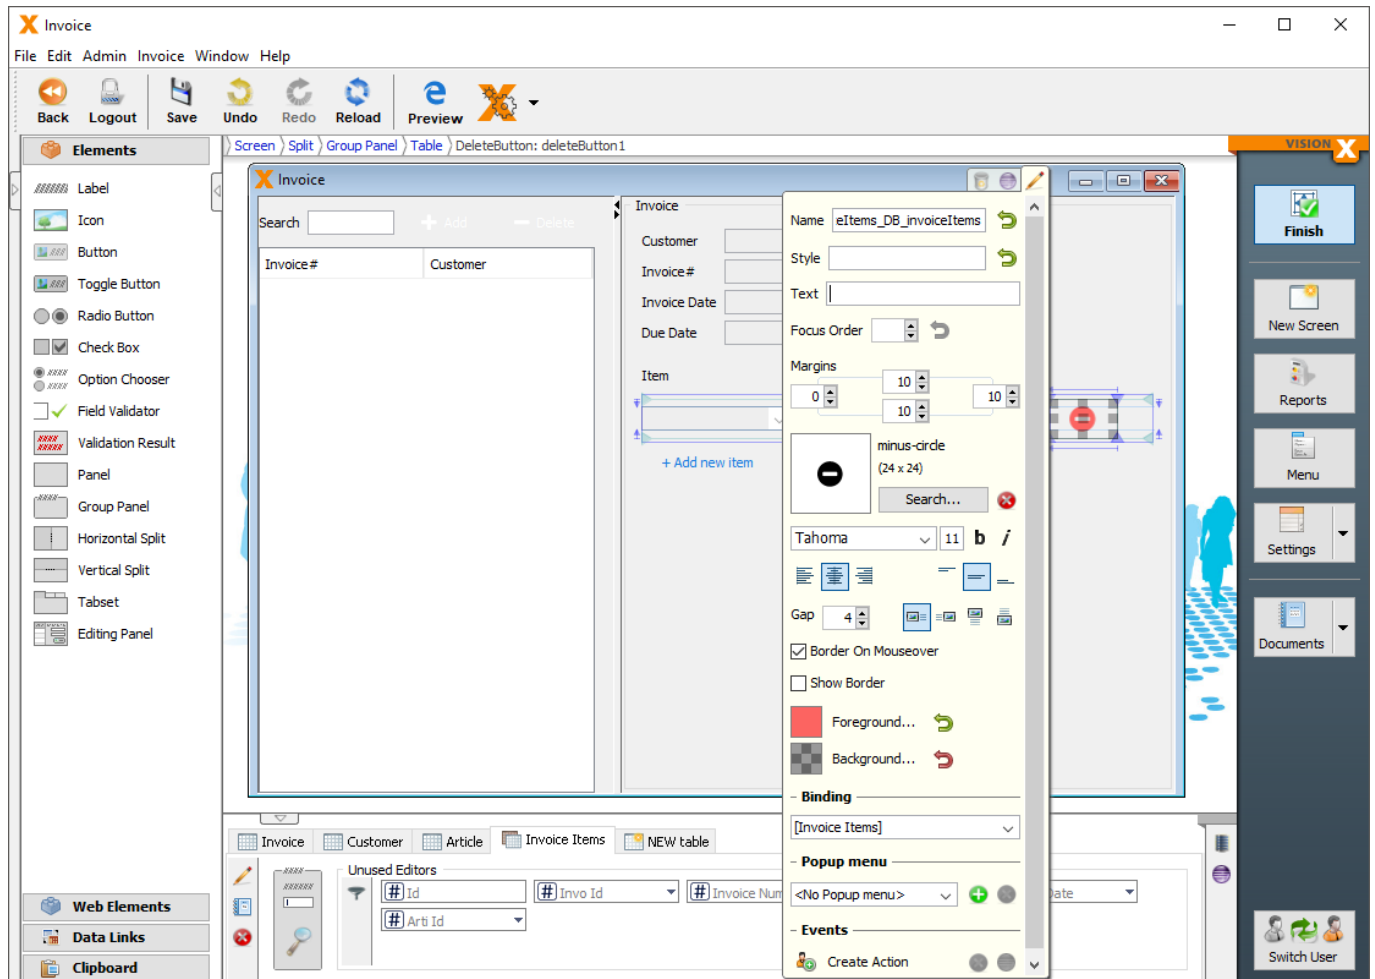 Invoice
File Edit Admin Invoice Window Help
Back Logout Save Undo Redo Reload Preview
Elements
Screen Split Group Panel Table DeleteButton: deleteButton1
VISION X
Label
Icon
Button
Toggle Button
Radio Button
Check Box
Option Chooser
Field Validator
Validation Result
Panel
Group Panel
Horizontal Split
Vertical Split
Tabset
Editing Panel
Web Elements
Data Links
Clipboard
Invoice
Search
Add
Delete
Invoice# Customer
Invoice
Customer
Invoice#
Invoice Date
Due Date
Item
+ Add new item
Name eItems_DB_invoiceItems
Style
Text
Focus Order
Margins
10
0 10
10
minus-circle
(24 x 24)
Search...
Tahoma 11 b i
Gap 4
Border On Mouseover
Show Border
Foreground...
Background...
Binding
[Invoice Items]
Popup menu
<No Popup menu>
Events
Create Action
Invoice Customer Article Invoice Items NEW table
Unused Editors
# Id # Invo Id # Invoice Num Date
# Arti Id
Finish
New Screen
Reports
Menu
Settings
Documents
Switch User